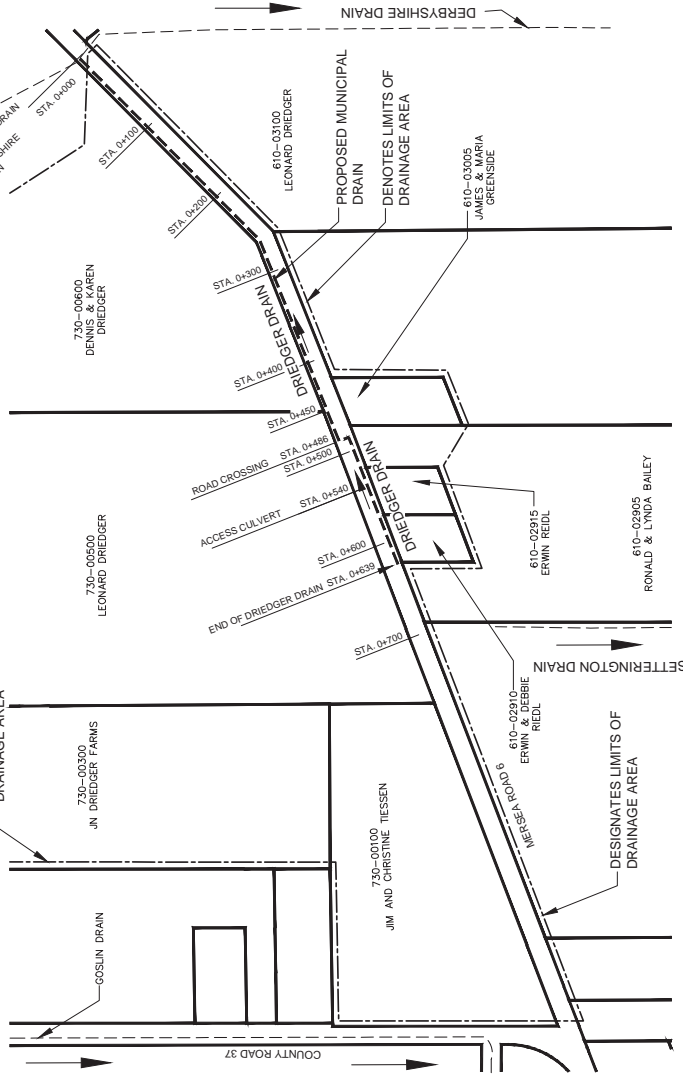 DERBYSHIRE DRAIN
DRAIN
SHIRE
STA. 0+000
STA. 0+100
STA. 0+200
610-03100
LEONARD DRIEDGER
PROPOSED MUNICIPAL
DRAIN
DENOTES LIMITS OF
DRAINAGE AREA
610-03005
JAMES & MARIA
GREENSIDE
730-00600
DENNIS & KAREN
DRIEDGER
STA. 0+300
DRIEDGER DRAIN
STA. 0+400
STA. 0+450
ROAD CROSSING STA. 0+486
STA. 0+500
ACCESS CULVERT STA. 0+540
DRIEDGER DRAIN
STA. 0+600
END OF DRIEDGER DRAIN STA. 0+639
STA. 0+700
730-00500
LEONARD DRIEDGER
610-02915
ERWIN REIDL
610-02905
RONALD & LYNDA BAILEY
SETTERINGTON DRAIN
610-02910
ERWIN & DEBBIE
RIEDL
MERSEA ROAD 6
DESIGNATES LIMITS OF
DRAINAGE AREA
DRAINAGE AREA
730-00300
JN DRIEDGER FARMS
730-00100
JIM AND CHRISTINE TIESSEN
GOSLIN DRAIN
COUNTY ROAD 37